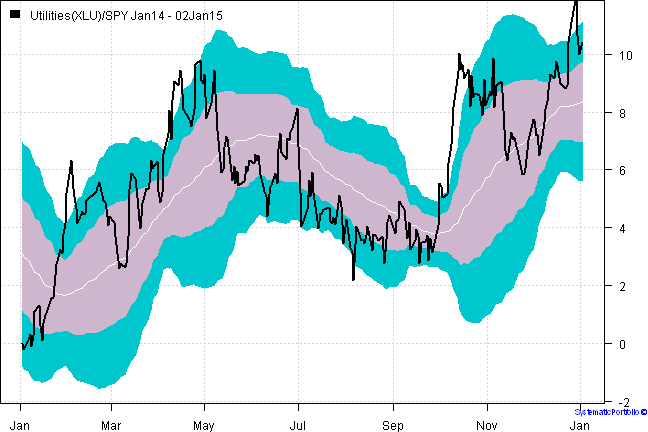 Utilities(XLU)/SPY Jan14 - 02Jan15
10
8
6
4
2
0
-2
SystematicPortfolio ©
Jan
Mar
May
Jul
Sep
Nov
Jan